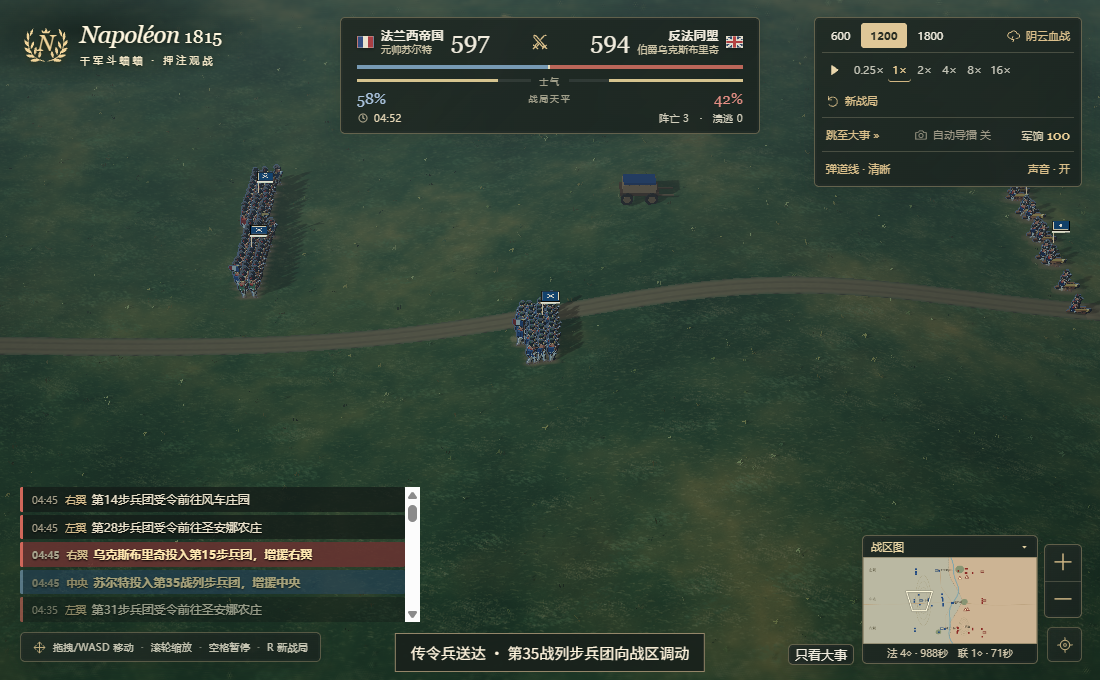 Napoléon 1815
千军斗蛐蛐 · 押注观战
法兰西帝国
元帅苏尔特
597
594
反法同盟
伯爵乌克斯布里奇
士气
58%
战局天平
42%
04:52
阵亡 3 · 溃逃 0
600 1200 1800 阴云血战
0.25× 1× 2× 4× 8× 16×
新战局
跳至大事 » 自动导播 关 军饷 100
弹道线 · 清晰 声音 · 开
04:45 右翼 第14步兵团受令前往风车庄园
04:45 左翼 第28步兵团受令前往圣安娜农庄
04:45 右翼 乌克斯布里奇投入第15步兵团，增援右翼
04:45 中央 苏尔特投入第35战列步兵团，增援中央
04:35 左翼 第31步兵团受令前往圣安娜农庄
拖拽/WASD 移动 · 滚轮缩放 · 空格暂停 · R 新战局
传令兵送达 · 第35战列步兵团向战区调动
只看大事
战区图
法 4◇ · 988秒 联 1◇ · 71秒